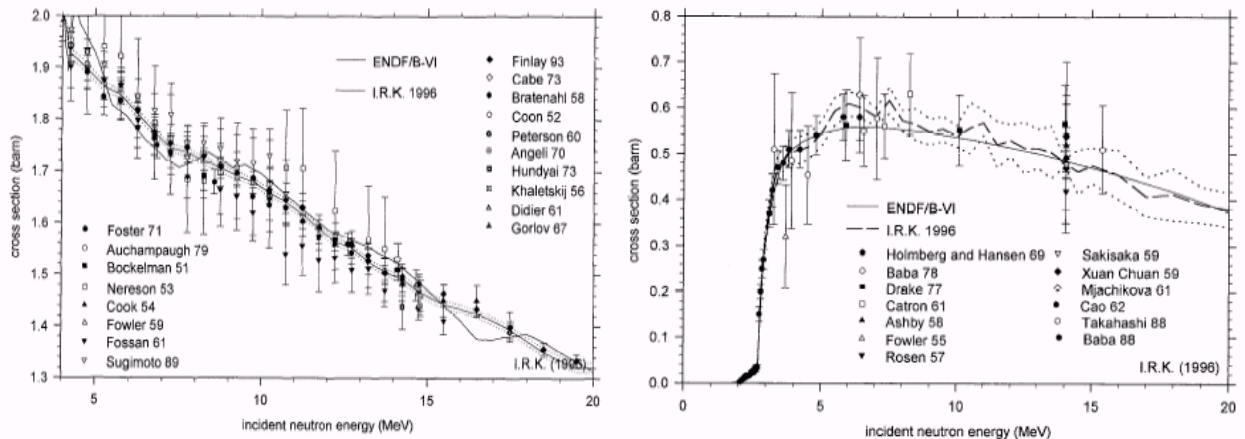 2.0
1.9
1.8
1.7
1.6
1.5
1.4
1.3
cross section (barn)
5
10
15
20
incident neutron energy (MeV)
ENDF/B-VI
I.R.K. 1996
Finlay 93
Cabe 73
Bratenahl 58
Coon 52
Peterson 60
Angeli 70
Hundyai 73
Khaletskij 56
Didier 61
Gorlov 67
Foster 71
Auchampaugh 79
Bockelman 51
Nereson 53
Cook 54
Fowler 59
Fossan 61
Sugimoto 89
0.8
0.7
0.6
0.5
0.4
0.3
0.2
0.1
0.0
cross section (barn)
0
5
10
15
20
incident neutron energy (MeV)
ENDF/B-VI
I.R.K. 1996
Holmberg and Hansen 69
Baba 78
Drake 77
Catron 61
Ashby 58
Fowler 55
Rosen 57
Sakisaka 59
Xuan Chuan 59
Mjachikova 61
Cao 62
Takahashi 88
Baba 88
I.R.K. (1996)